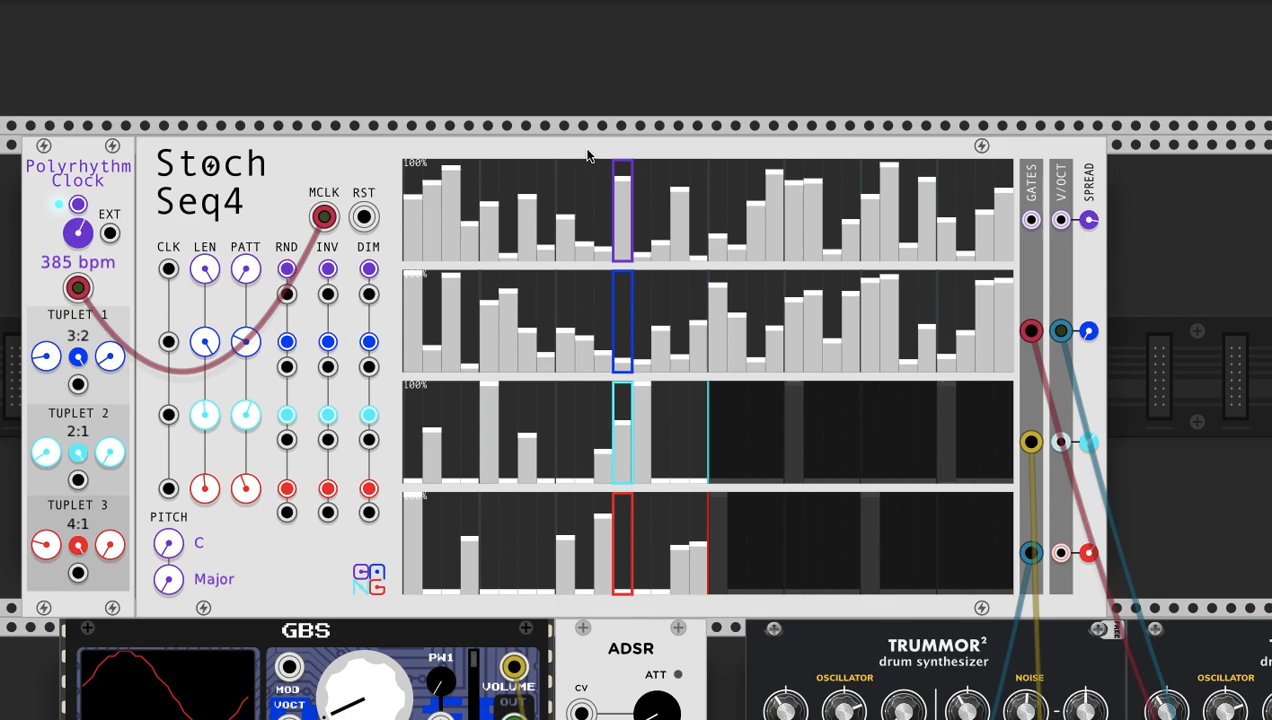 Polyrhythm
Clock
EXT
385 bpm
TUPLET 1
3:2
TUPLET 2
2:1
TUPLET 3
4:1
Stoch
Seq4
MCLK RST
CLK LEN PATT RND INV DIM
PITCH
C
Major
CANC
100%
GATES
V/OCT
SPREAD
GBS
MOD
VOCT
PW1
VOLUME
OUT
ADSR
ATT
CV
TRUMMOR²
drum synthesizer
OSCILLATOR
NOISE
OSCILLATOR